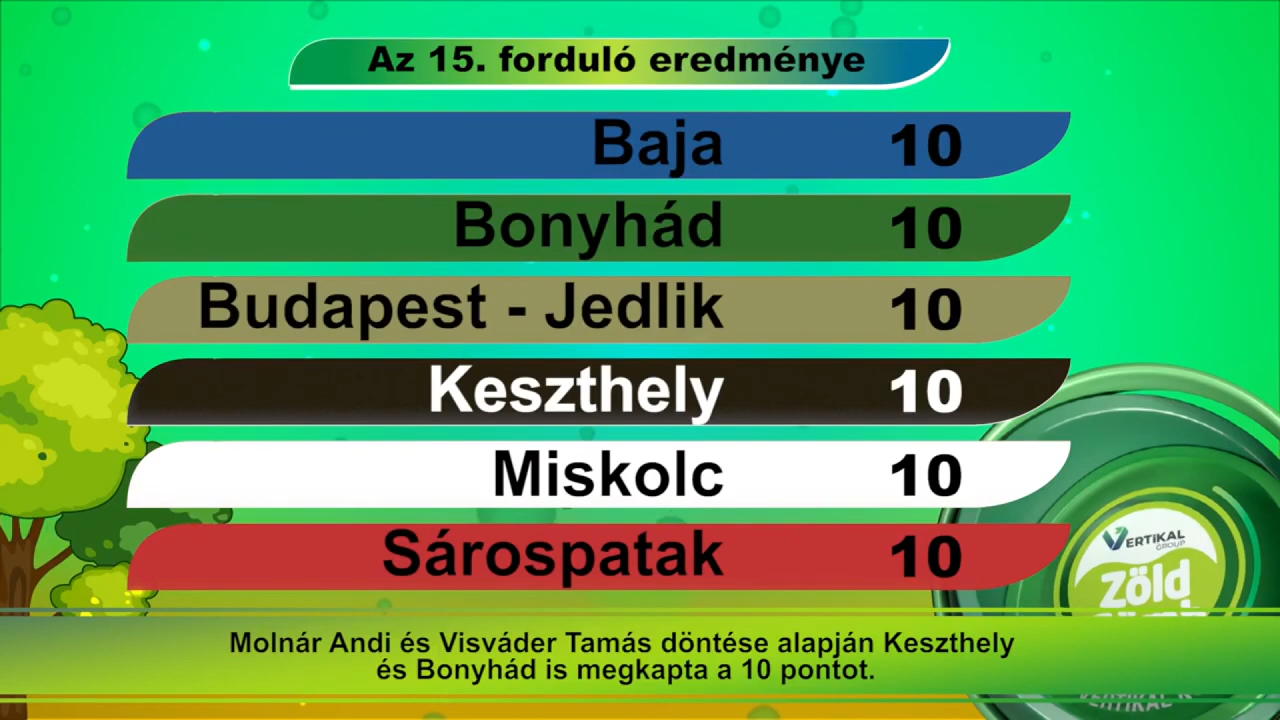 Az 15. forduló eredménye
Baja 10
Bonyhád 10
Budapest - Jedlik 10
Keszthely 10
Miskolc 10
Sárospatak 10
VERTIKAL
GROUP
zöld
Molnár Andi és Visváder Tamás döntése alapján Keszthely
és Bonyhád is megkapta a 10 pontot.